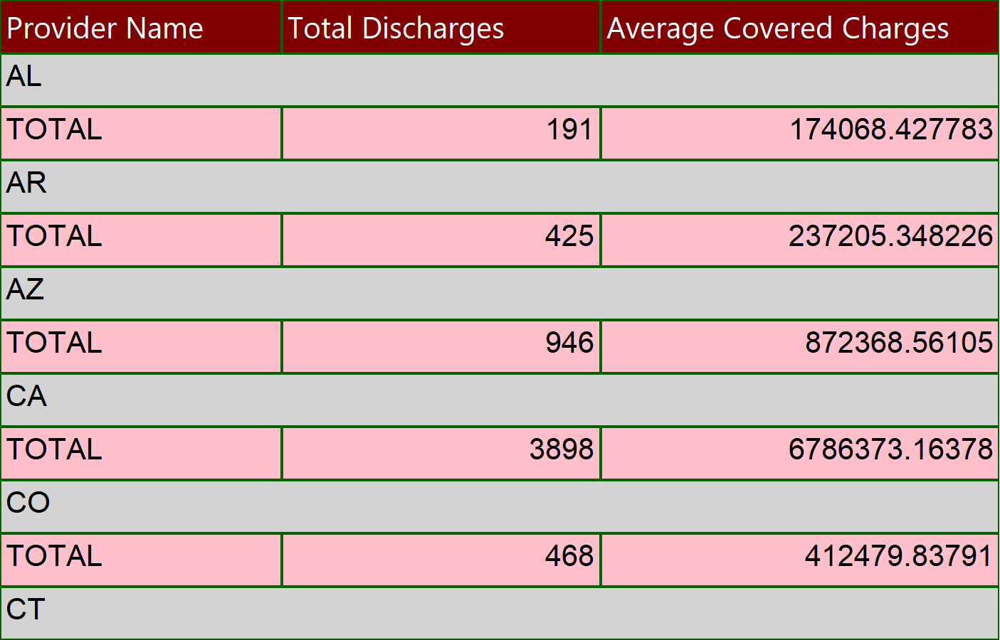 Provider Name Total Discharges Average Covered Charges
AL
TOTAL 191 174068.427783
AR
TOTAL 425 237205.348226
AZ
TOTAL 946 872368.56105
CA
TOTAL 3898 6786373.16378
CO
TOTAL 468 412479.83791
CT